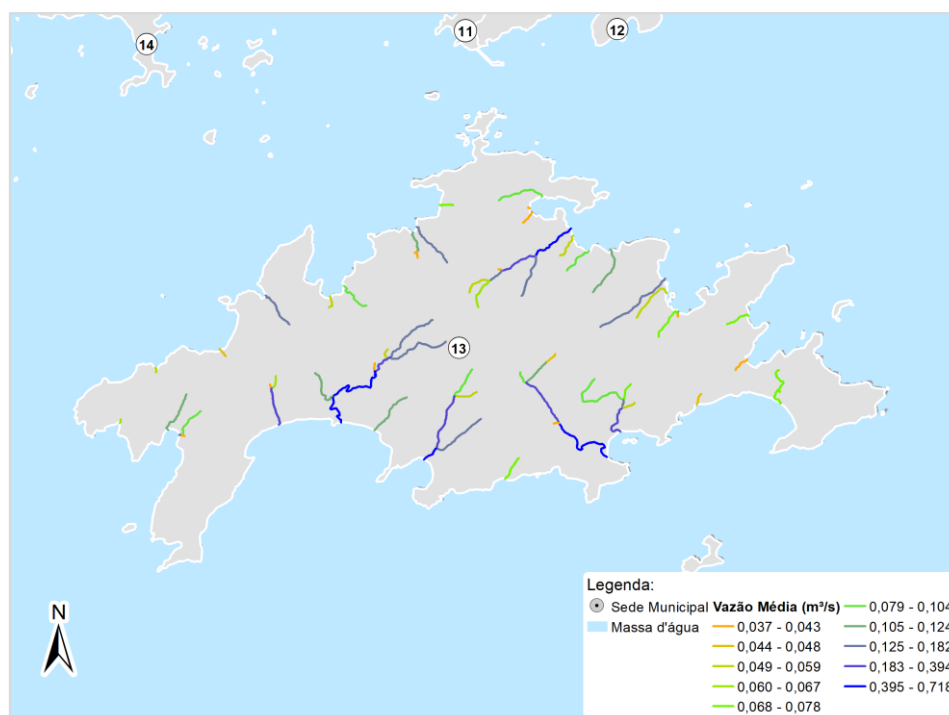 14
11
12
13
N
Legenda:
Sede Municipal
Massa d'água
Vazão Média (m³/s)
0,037 - 0,043
0,044 - 0,048
0,049 - 0,059
0,060 - 0,067
0,068 - 0,078
0,079 - 0,104
0,105 - 0,124
0,125 - 0,182
0,183 - 0,394
0,395 - 0,718